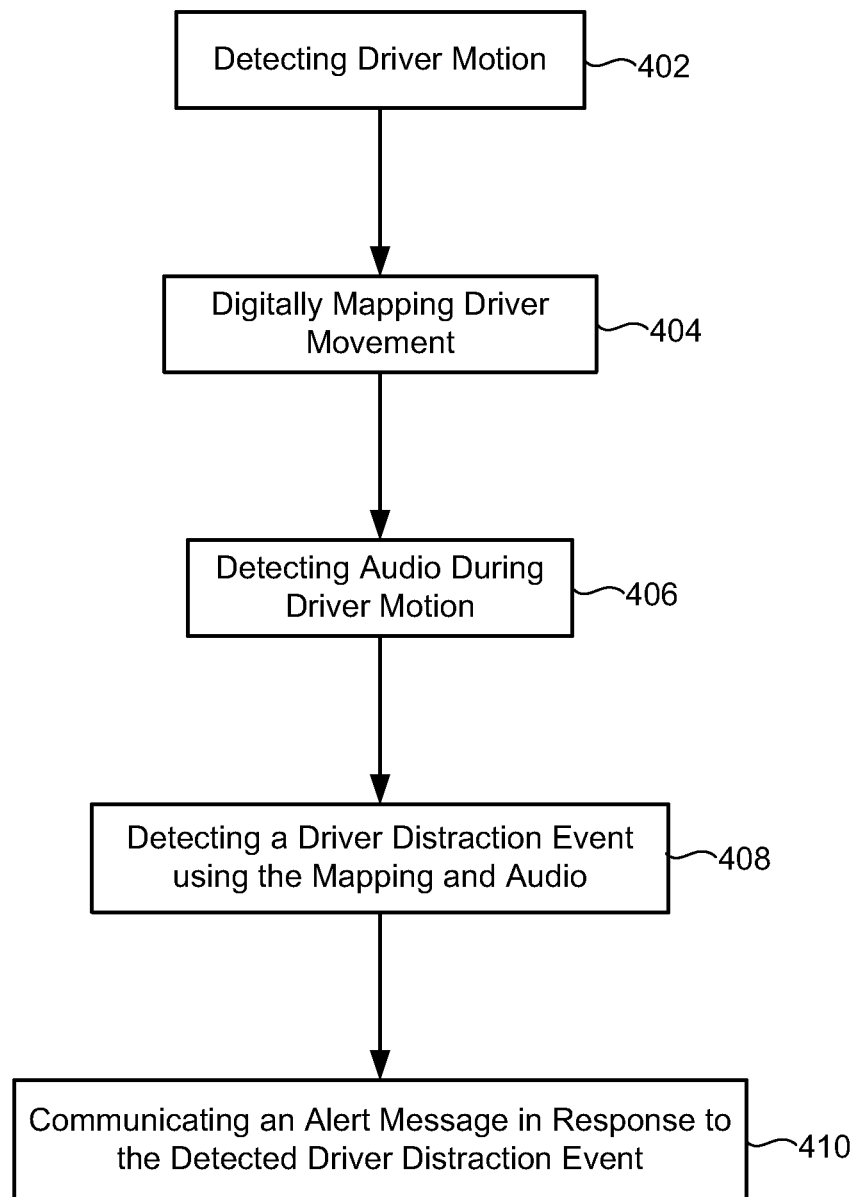 Detecting Driver Motion
402
Digitally Mapping Driver
Movement
404
Detecting Audio During
Driver Motion
406
Detecting a Driver Distraction Event
using the Mapping and Audio
408
Communicating an Alert Message in Response to
the Detected Driver Distraction Event
410